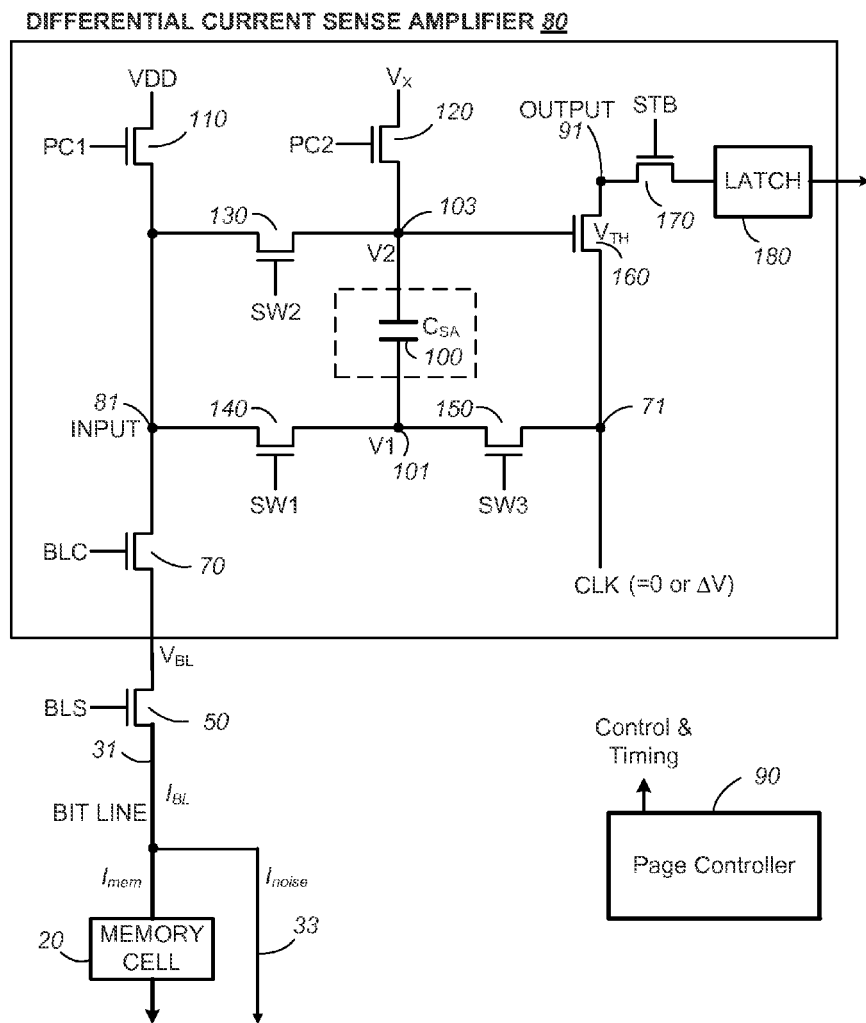 DIFFERENTIAL CURRENT SENSE AMPLIFIER 80
VDD
VX
110
120
PC1
PC2
OUTPUT
91
STB
LATCH
170
180
130
103
V2
VTH
160
SW2
CSA
100
81
INPUT
140
150
71
V1
101
SW1
SW3
BLC
70
CLK (=0 or ΔV)
VBL
BLS
50
31
IBL
BIT LINE
Control &
Timing
90
Page Controller
Imem
Inoise
20
MEMORY
CELL
33